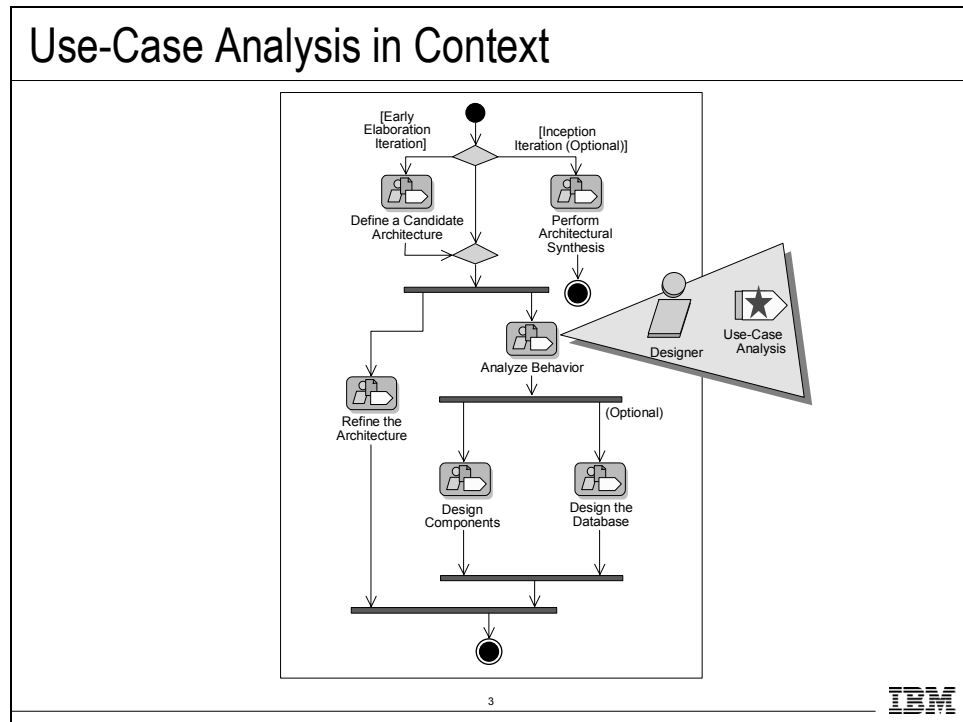 Use-Case Analysis in Context
[Early
Elaboration
Iteration]
[Inception
Iteration (Optional)]
Define a Candidate
Architecture
Perform
Architectural
Synthesis
Designer
Use-Case
Analysis
Analyze Behavior
Refine the
Architecture
(Optional)
Design
Components
Design the
Database
3
IBM